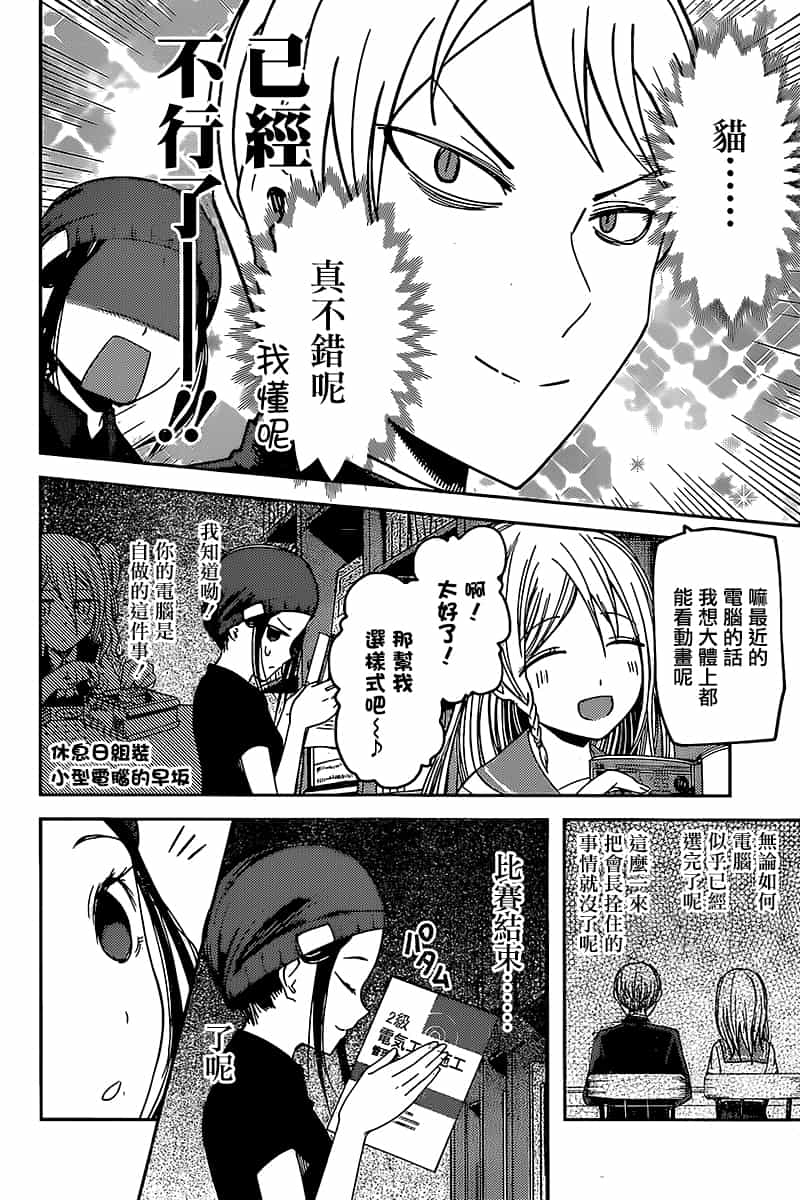 貓……
真不錯呢
我懂呢
已經
不行了——!!
嘛最近的
電腦的話
我想大體上都
能看動畫呢
啊！
太好了！
那幫我
選樣式吧～
我知道呦！
你的電腦是
自做的這件事！
休息日組裝
小型電腦的早坂
無論如何
電腦
似乎已經
選完了呢
這麼一來
把會長拴住的
事情就沒了呢
比賽結束……
了呢
パタム
2級
電気工
施工